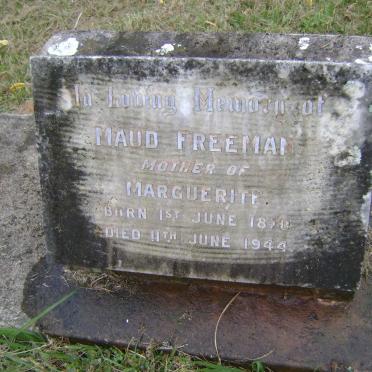 In Loving Memory of
MAUD FREEMAN
MOTHER OF
MARGUERITE
BORN 1ST JUNE
DIED 11TH JUNE 1944